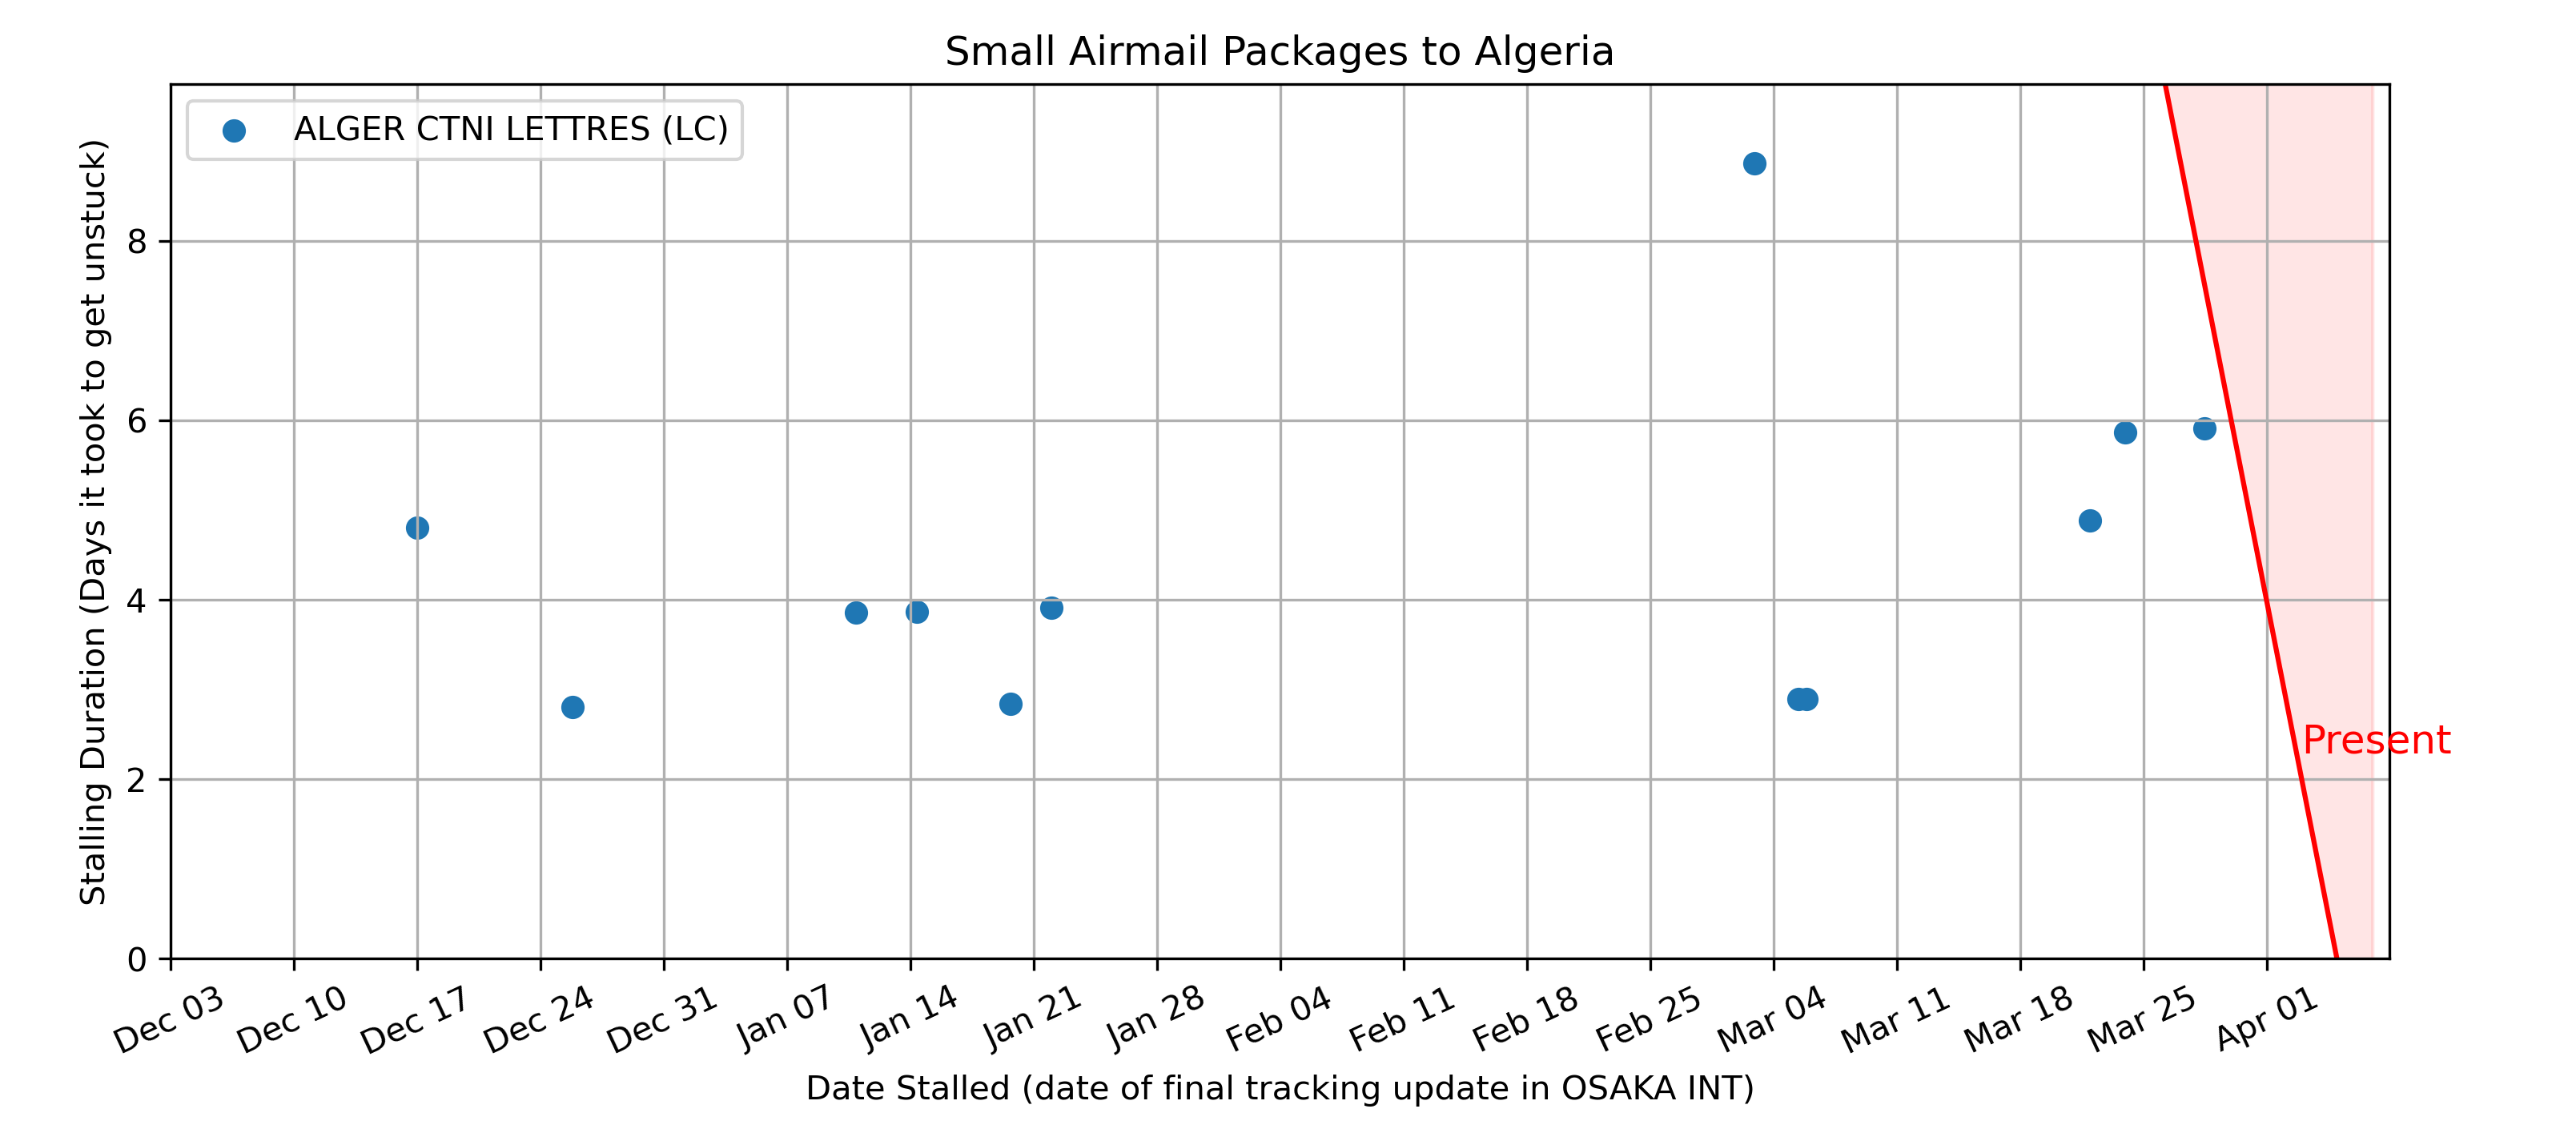 Small Airmail Packages to Algeria
ALGER CTNI LETTRES (LC)
Stalling Duration (Days it took to get unstuck)
8
6
4
2
0
Present
Dec 03
Dec 10
Dec 17
Dec 24
Dec 31
Jan 07
Jan 14
Jan 21
Jan 28
Feb 04
Feb 11
Feb 18
Feb 25
Mar 04
Mar 11
Mar 18
Mar 25
Apr 01
Date Stalled (date of final tracking update in OSAKA INT)